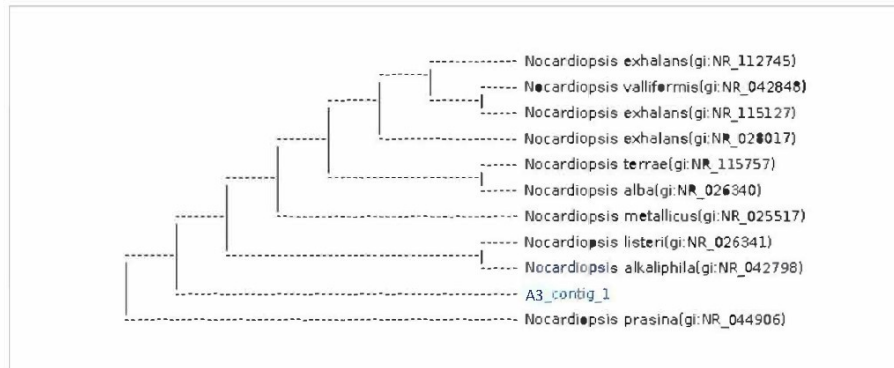 Nocardiopsis exhalans(gi:NR_112745)
Nocardiopsis valliformis(gi:NR_042848)
Nocardiopsis exhalans(gi:NR_115127)
Nocardiopsis exhalans(gi:NR_028017)
Nocardiopsis terrae(gi:NR_115757)
Nocardiopsis alba(gi:NR_026340)
Nocardiopsis metallicus(gi:NR_025517)
Nocardiopsis listeri(gi:NR_026341)
Nocardiopsis alkaliphila(gi:NR_042798)
A3_contig_1
Nocardiopsis prasina(gi:NR_044906)